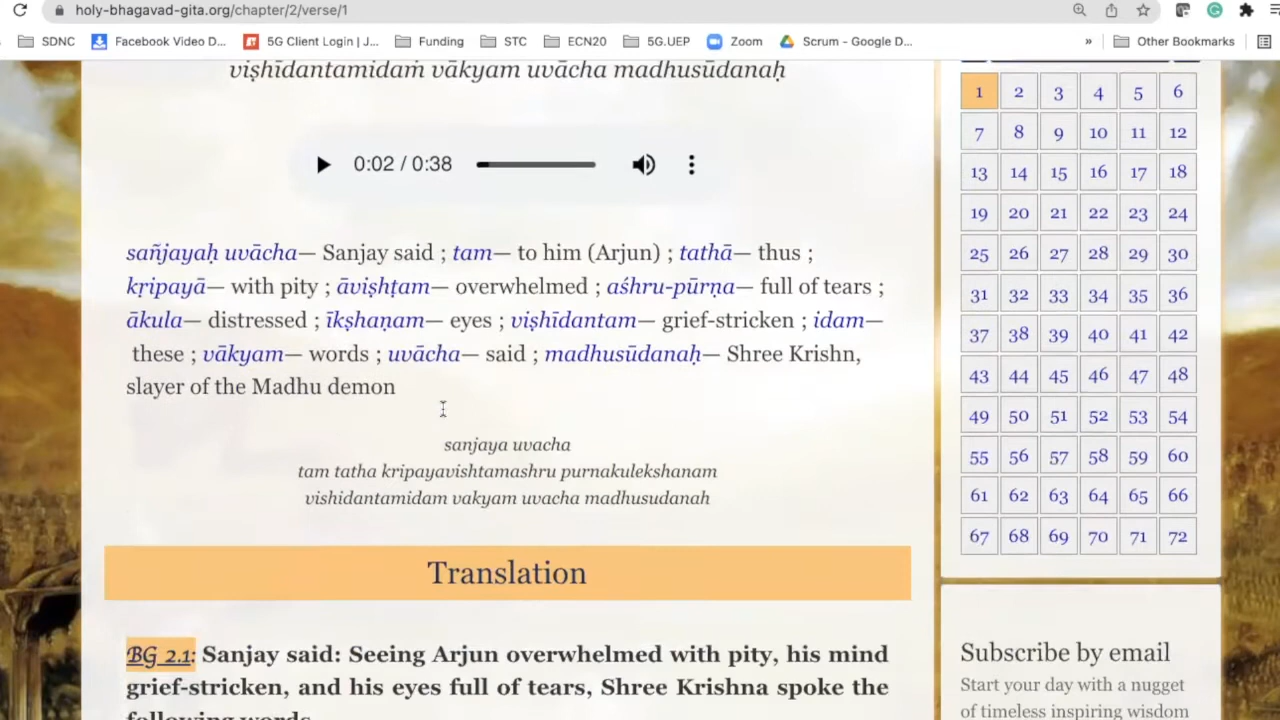 holy-bhagavad-gita.org/chapter/2/verse/1
SDNC Facebook Video D... 5G Client Login | J... Funding STC ECN20 5G.UEP Zoom Scrum - Google D... » Other Bookmarks
viṣhīdantamidaṁ vākyam uvācha madhusūdanaḥ
0:02 / 0:38
sañjayaḥ uvācha— Sanjay said ; tam— to him (Arjun) ; tathā— thus ;
kṛipayā— with pity ; āviṣhṭam— overwhelmed ; aśhru-pūrṇa— full of tears ;
ākula— distressed ; īkṣhaṇam— eyes ; viṣhīdantam— grief-stricken ; idam—
these ; vākyam— words ; uvācha— said ; madhusūdanaḥ— Shree Krishn,
slayer of the Madhu demon
sanjaya uvacha
tam tatha kripayavishtamashru purnakulekshanam
vishidantamidam vakyam uvacha madhusudanah
Translation
BG 2.1: Sanjay said: Seeing Arjun overwhelmed with pity, his mind
grief-stricken, and his eyes full of tears, Shree Krishna spoke the
following words.
1 2 3 4 5 6
7 8 9 10 11 12
13 14 15 16 17 18
19 20 21 22 23 24
25 26 27 28 29 30
31 32 33 34 35 36
37 38 39 40 41 42
43 44 45 46 47 48
49 50 51 52 53 54
55 56 57 58 59 60
61 62 63 64 65 66
67 68 69 70 71 72
Subscribe by email
Start your day with a nugget
of timeless inspiring wisdom